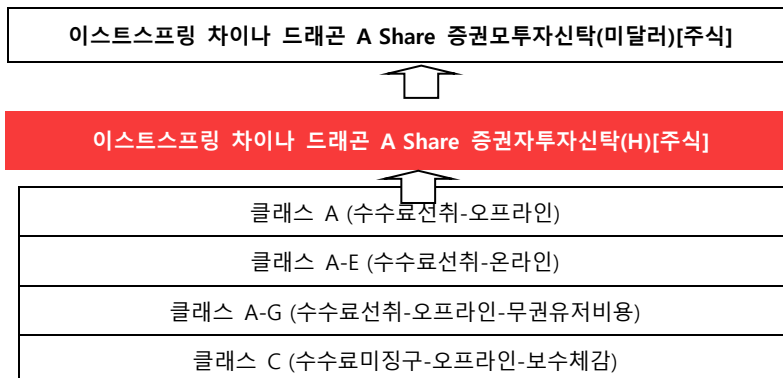 이스트스프링 차이나 드래곤 A Share 증권모투자신탁(미달러)[주식]
이스트스프링 차이나 드래곤 A Share 증권자투자신탁(H)[주식]
클래스 A (수수료선취-오프라인)
클래스 A-E (수수료선취-온라인)
클래스 A-G (수수료선취-오프라인-무권유저비용)
클래스 C (수수료미징구-오프라인-보수체감)